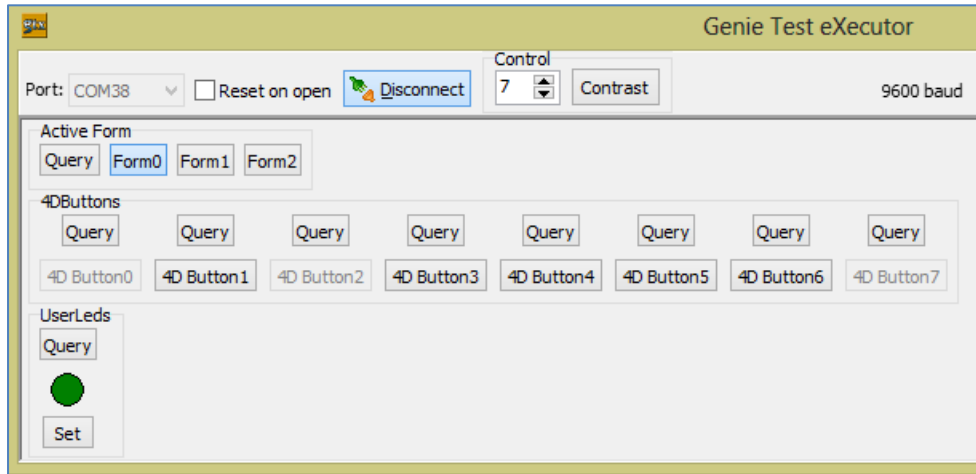 Genie Test eXecutor
Control
Port: COM38 Reset on open Disconnect 7 Contrast 9600 baud
Active Form
Query Form0 Form1 Form2
4DButtons
Query Query Query Query Query Query Query Query
4D Button0 4D Button1 4D Button2 4D Button3 4D Button4 4D Button5 4D Button6 4D Button7
UserLeds
Query
Set